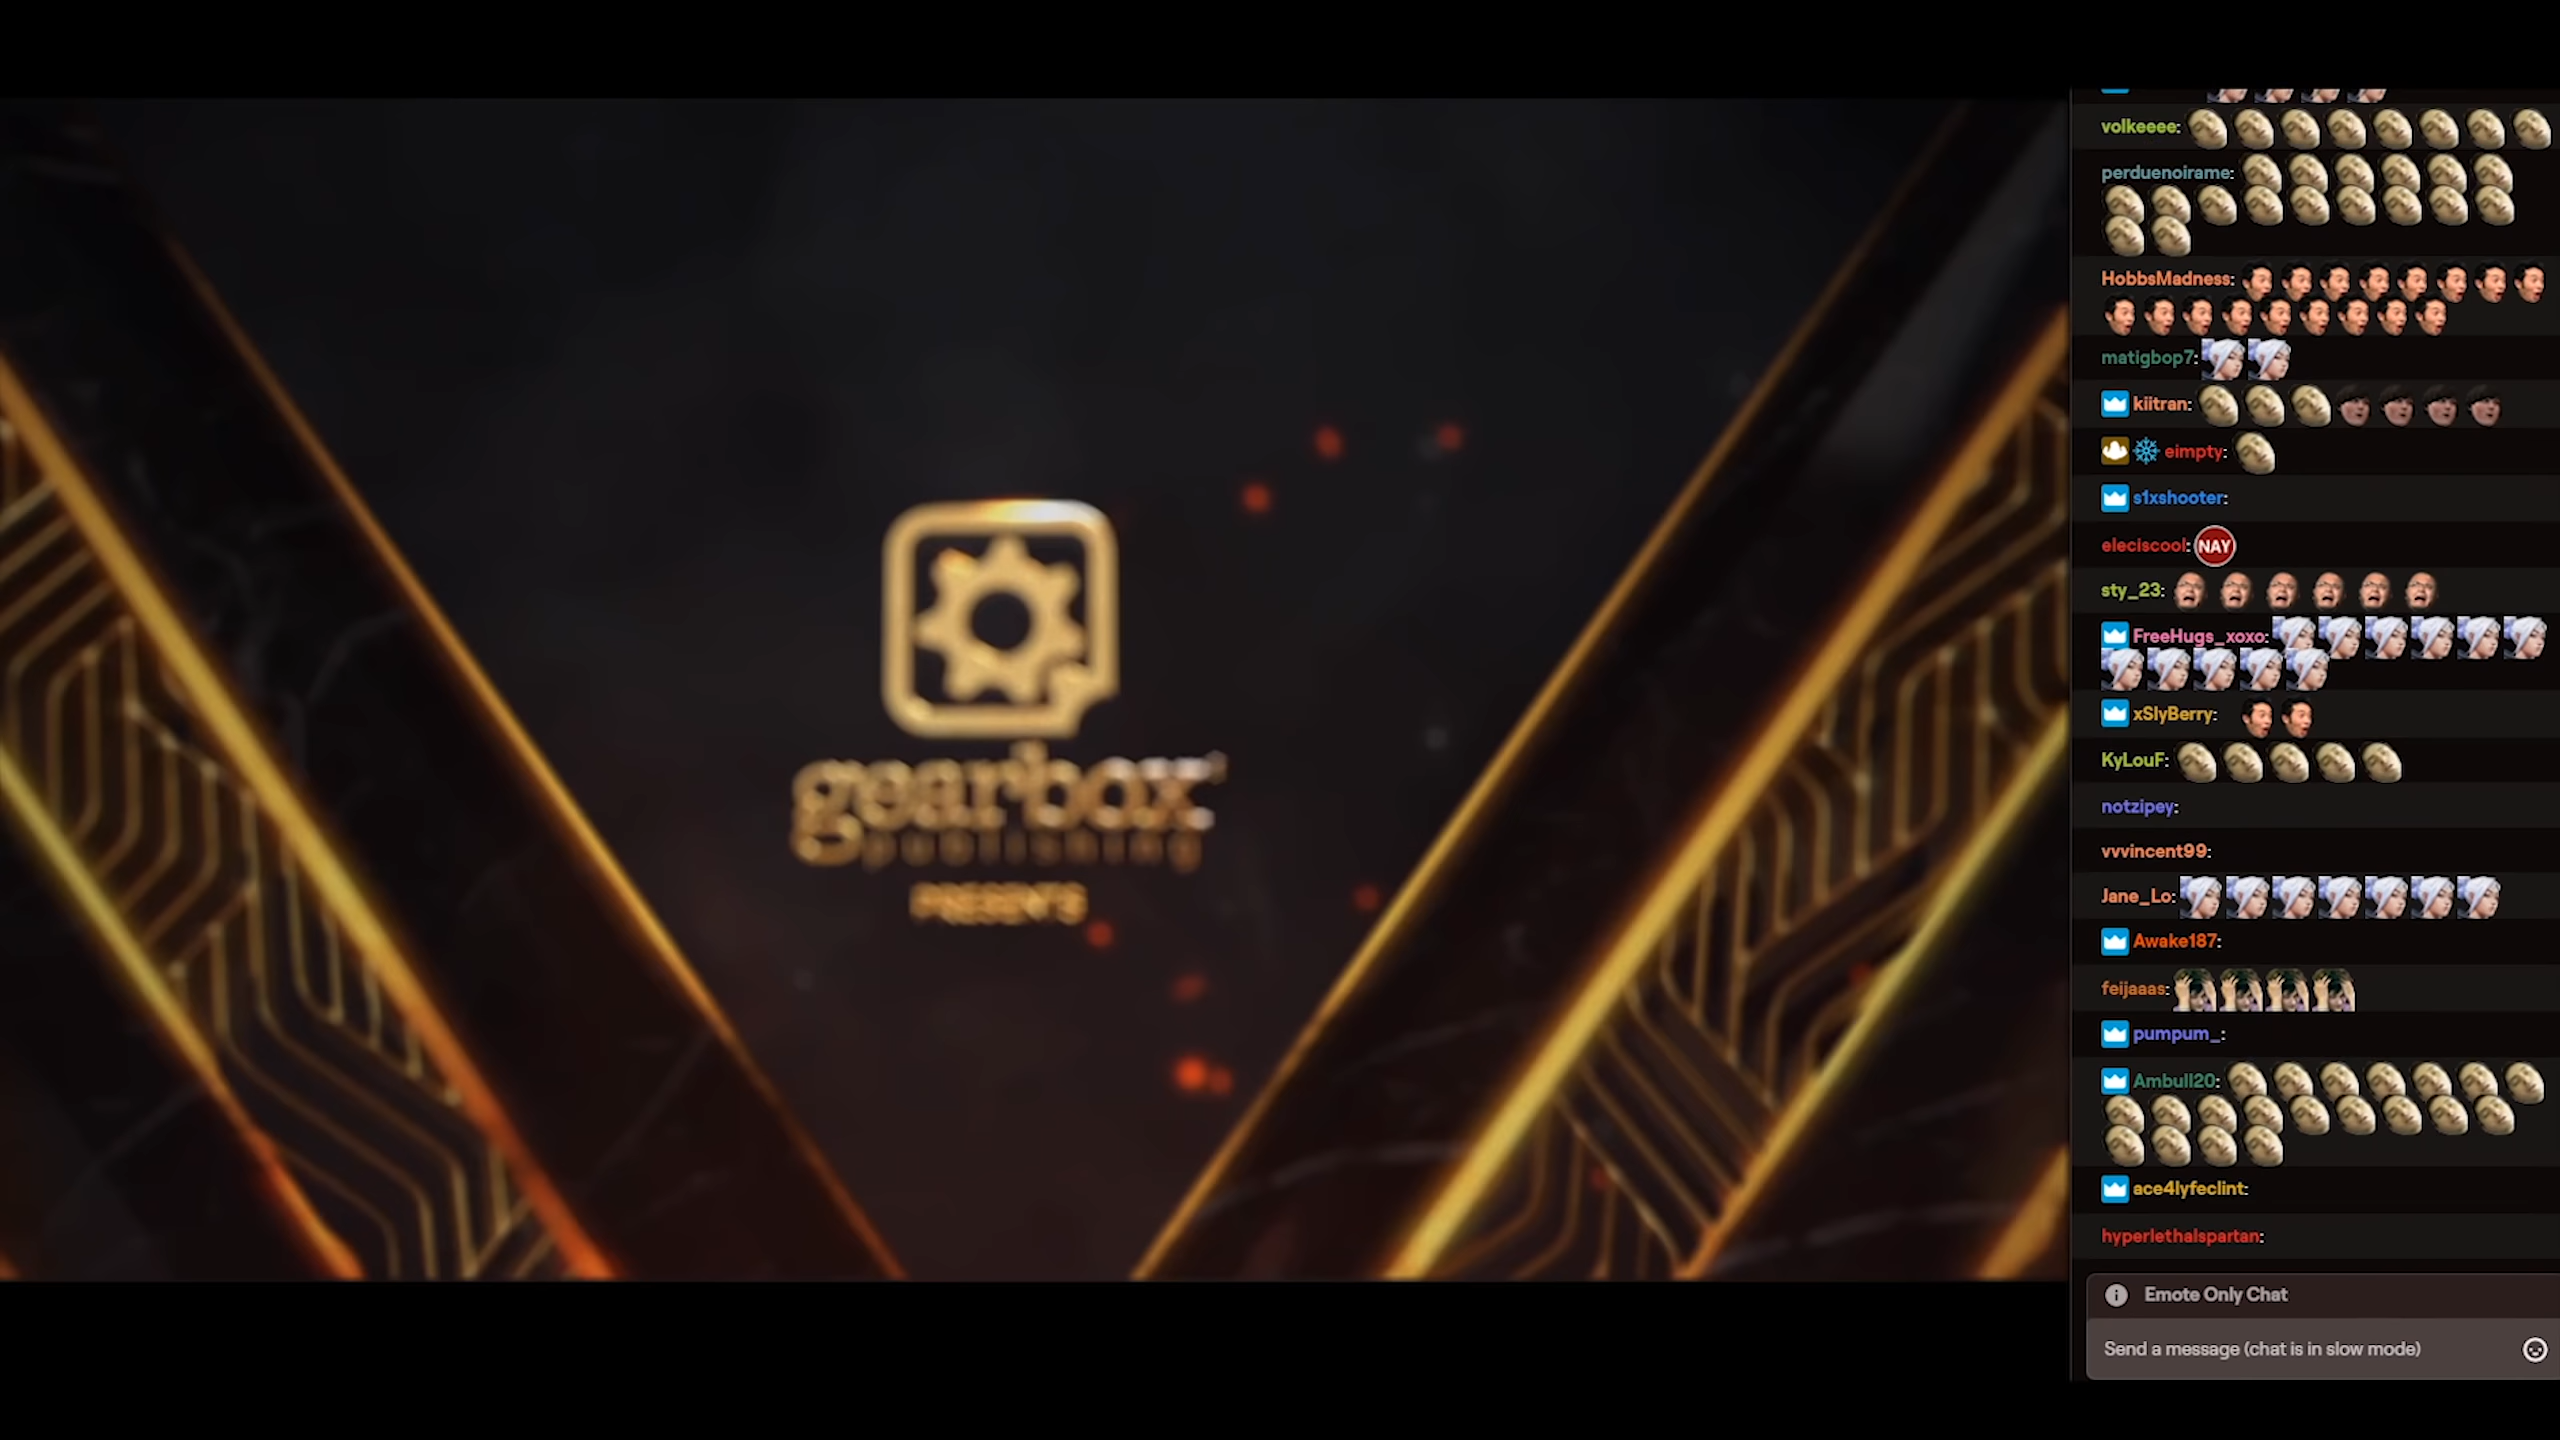 gearbox
publishing
PRESENTS
volkeeee:
perduenoirame:
HobbsMadness:
matigbop7:
kiitran:
eimpty:
s1xshooter:
eleciscool: NAY
sty_23:
FreeHugs_xoxo:
xSlyBerry:
KyLouF:
notzipey:
vvvincent99:
Jane_Lo:
Awake187:
feijaaas:
pumpum_:
Ambull20:
ace4lyfeclint:
hyperlethalspartan:
Emote Only Chat
Send a message (chat is in slow mode)